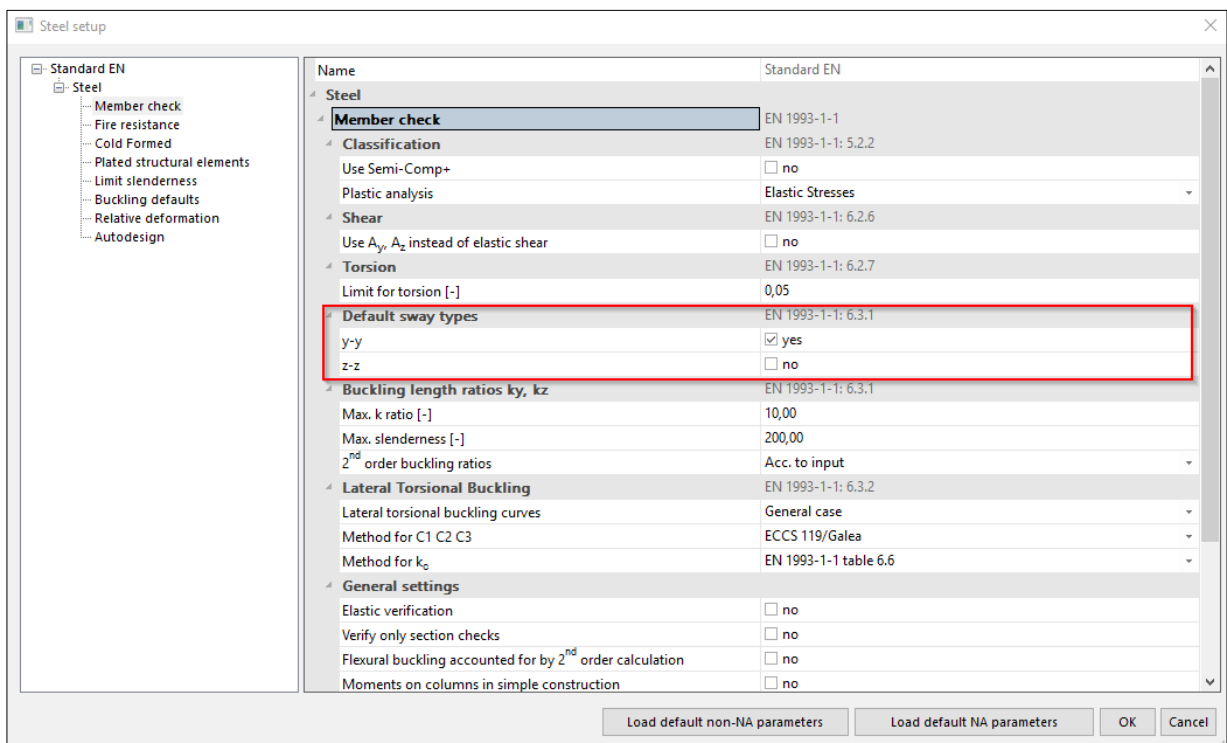 Steel setup
Standard EN
Steel
Member check
Fire resistance
Cold Formed
Plated structural elements
Limit slenderness
Buckling defaults
Relative deformation
Autodesign
Name Standard EN
Steel
Member check EN 1993-1-1
Classification EN 1993-1-1: 5.2.2
Use Semi-Comp+ no
Plastic analysis Elastic Stresses
Shear EN 1993-1-1: 6.2.6
Use Ay, Az instead of elastic shear no
Torsion EN 1993-1-1: 6.2.7
Limit for torsion [-] 0,05
Default sway types EN 1993-1-1: 6.3.1
y-y yes
z-z no
Buckling length ratios ky, kz EN 1993-1-1: 6.3.1
Max. k ratio [-] 10,00
Max. slenderness [-] 200,00
2nd order buckling ratios Acc. to input
Lateral Torsional Buckling EN 1993-1-1: 6.3.2
Lateral torsional buckling curves General case
Method for C1 C2 C3 ECCS 119/Galea
Method for kc EN 1993-1-1 table 6.6
General settings
Elastic verification no
Verify only section checks no
Flexural buckling accounted for by 2nd order calculation no
Moments on columns in simple construction no
Load default non-NA parameters Load default NA parameters OK Cancel